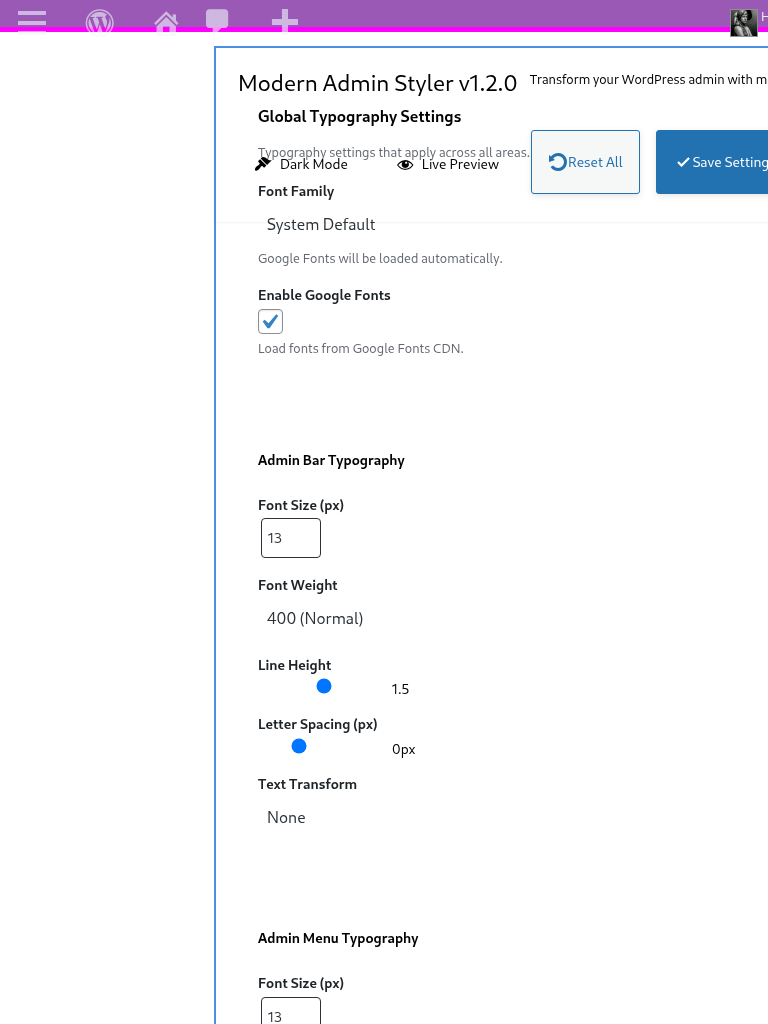 H
Modern Admin Styler v1.2.0
Transform your WordPress admin with m
Global Typography Settings
Typography settings that apply across all areas.
Dark Mode
Live Preview
Reset All
Save Setting
Font Family
System Default
Google Fonts will be loaded automatically.
Enable Google Fonts
Load fonts from Google Fonts CDN.
Admin Bar Typography
Font Size (px)
13
Font Weight
400 (Normal)
Line Height
1.5
Letter Spacing (px)
0px
Text Transform
None
Admin Menu Typography
Font Size (px)
13